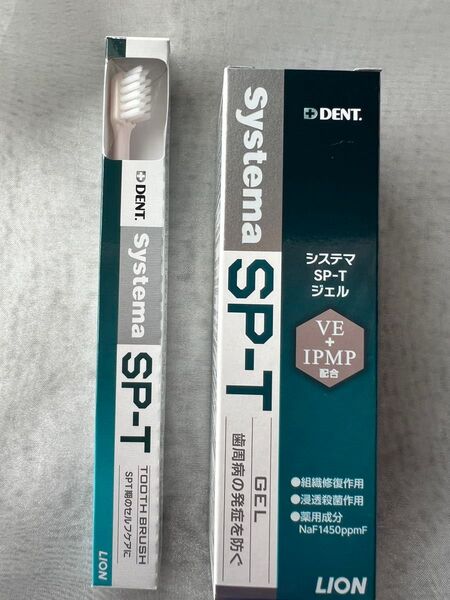 DENT.
Systema
SP-T
TOOTH BRUSH
SPT期のセルフケアに
LION
DENT.
Systema
SP-T
GEL
歯周病の発症を防ぐ
システマ
SP-T
ジェル
VE
+
IPMP
配合
●組織修復作用
●浸透殺菌作用
●薬用成分
NaF1450ppmF
LION